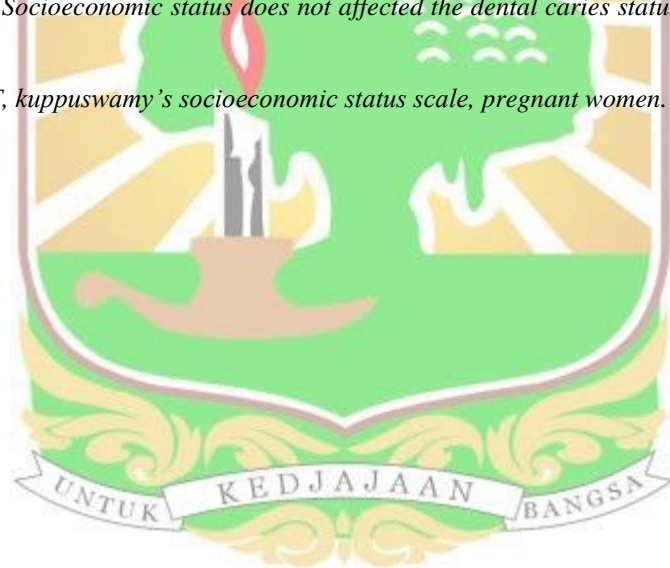 Socioeconomic status does not affected the dental caries statu
, kuppuswamy's socioeconomic status scale, pregnant women.
UNTUK KEDJAJAAN BANGSA